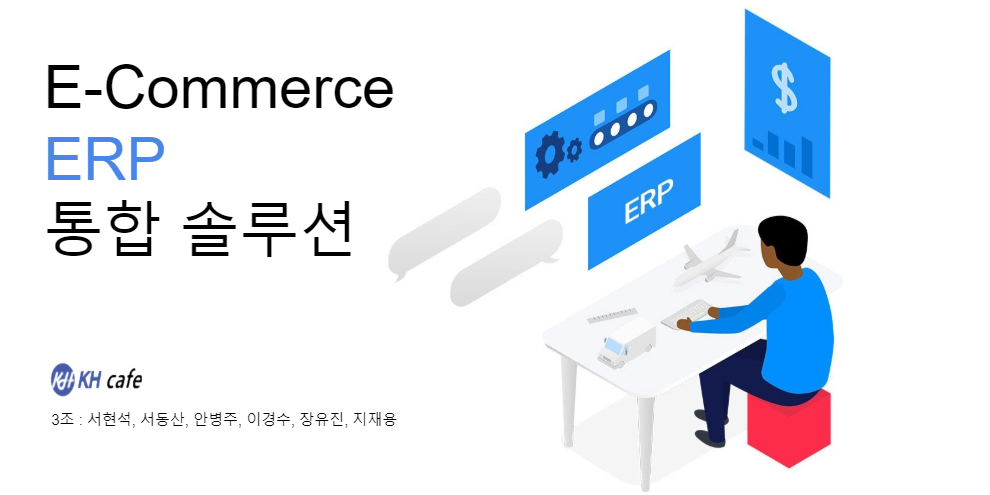 E-Commerce
ERP
통합 솔루션
ERP
$
KH KH cafe
3조 : 서현석, 서동산, 안병주, 이경수, 장유진, 지재용